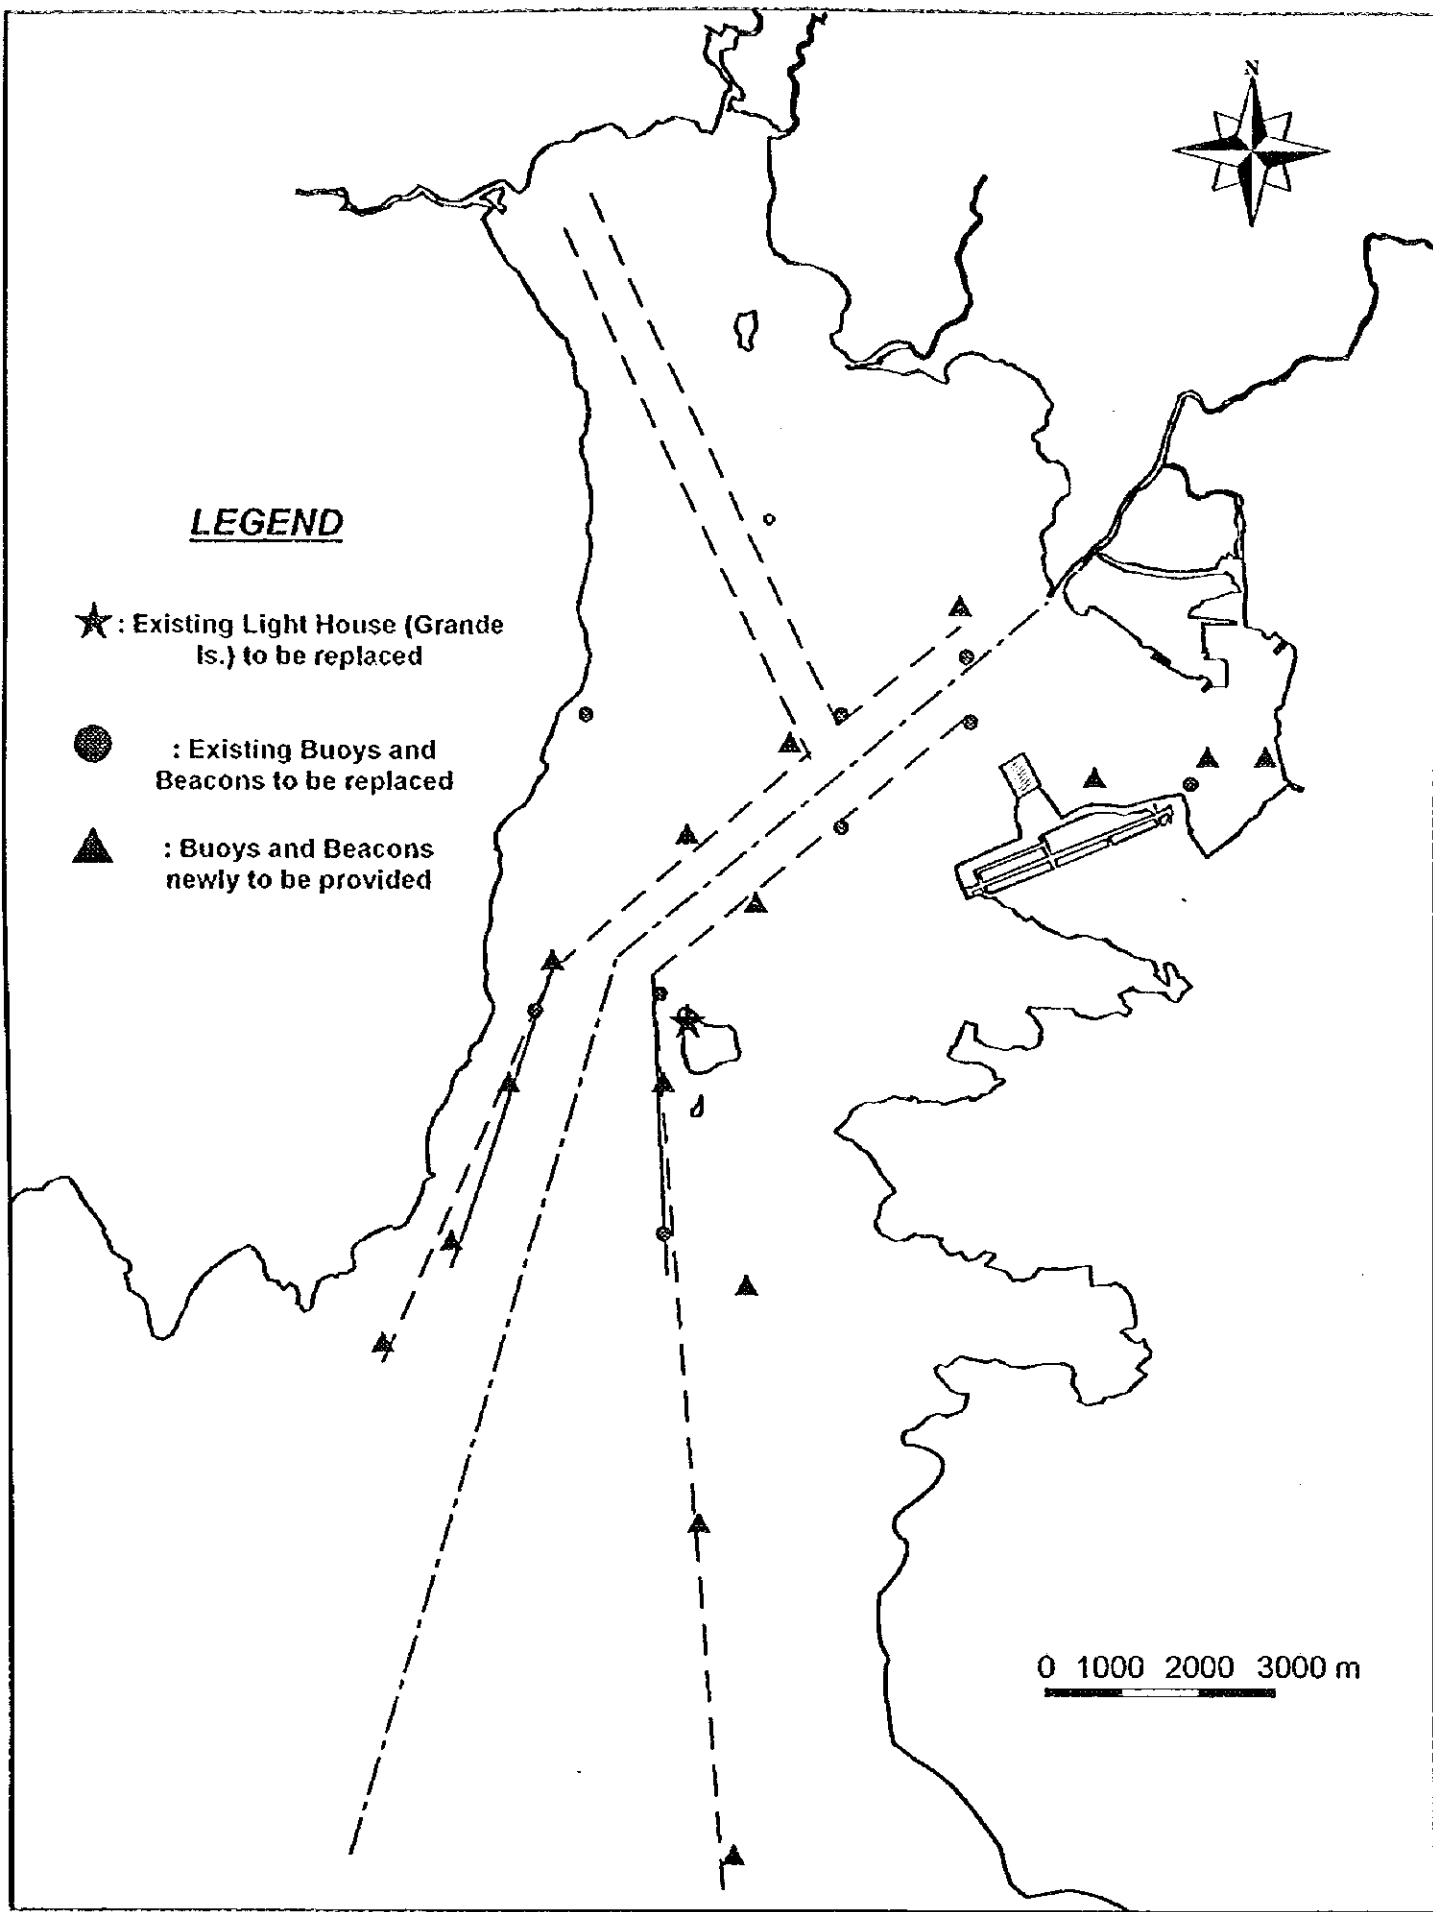 N
LEGEND
: Existing Light House (Grande
Is.) to be replaced
: Existing Buoys and
Beacons to be replaced
: Buoys and Beacons
newly to be provided
0 1000 2000 3000 m